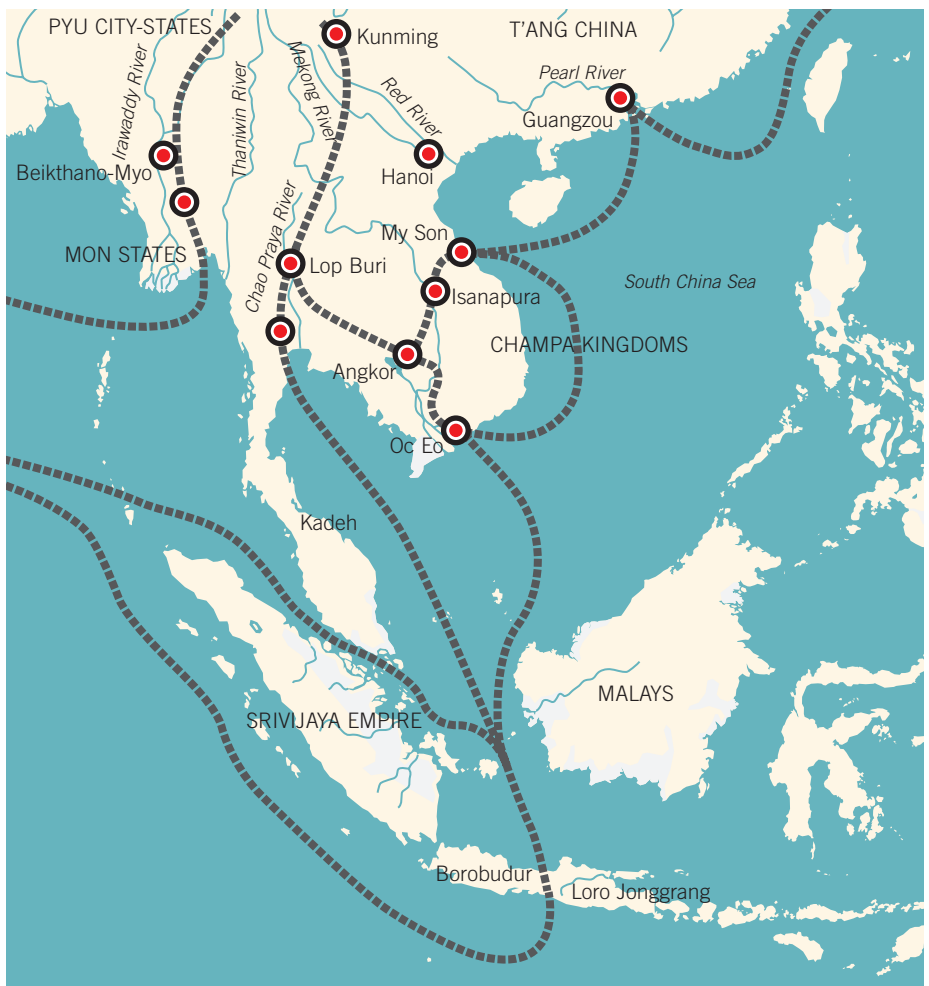 PYU CITY-STATES
T'ANG CHINA
Kunming
Pearl River
Guangzou
Irawaddy River
Thaniwin River
Mekong River
Red River
Hanoi
Beikthano-Myo
Chao Praya River
My Son
MON STATES
Lop Buri
South China Sea
Isanapura
CHAMPA KINGDOMS
Angkor
Oc Eo
Kadeh
MALAYS
SRIVIJAYA EMPIRE
Borobudur
Loro Jonggrang